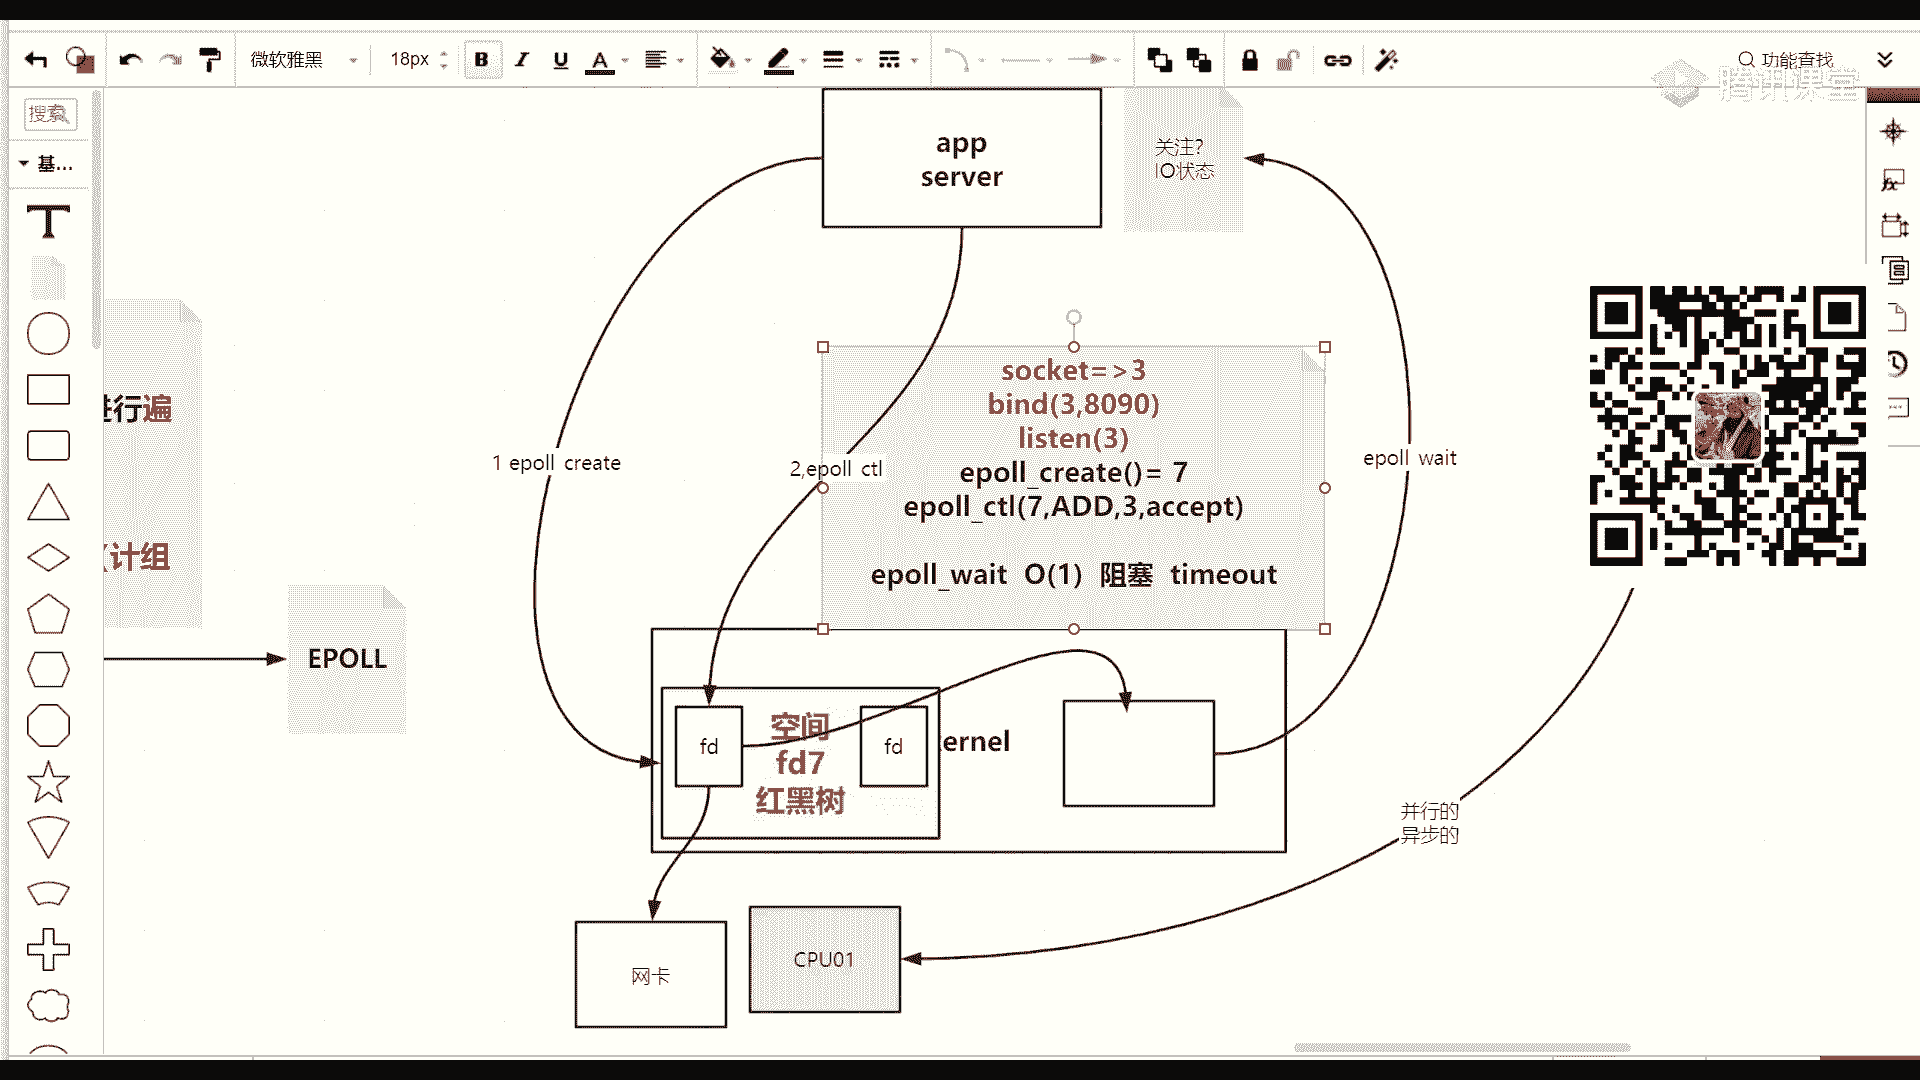 微软雅黑
18px
B
I
U
A
功能查找
腾讯课堂
搜索
基...
T
app
server
关注?
IO状态
进行遍
计组
EPOLL
1 epoll create
2,epoll ctl
socket=>3
bind(3,8090)
listen(3)
epoll_create()= 7
epoll_ctl(7,ADD,3,accept)
epoll_wait O(1) 阻塞 timeout
epoll wait
fd
空间
fd7
红黑树
fd
ernel
并行的
异步的
网卡
CPU01